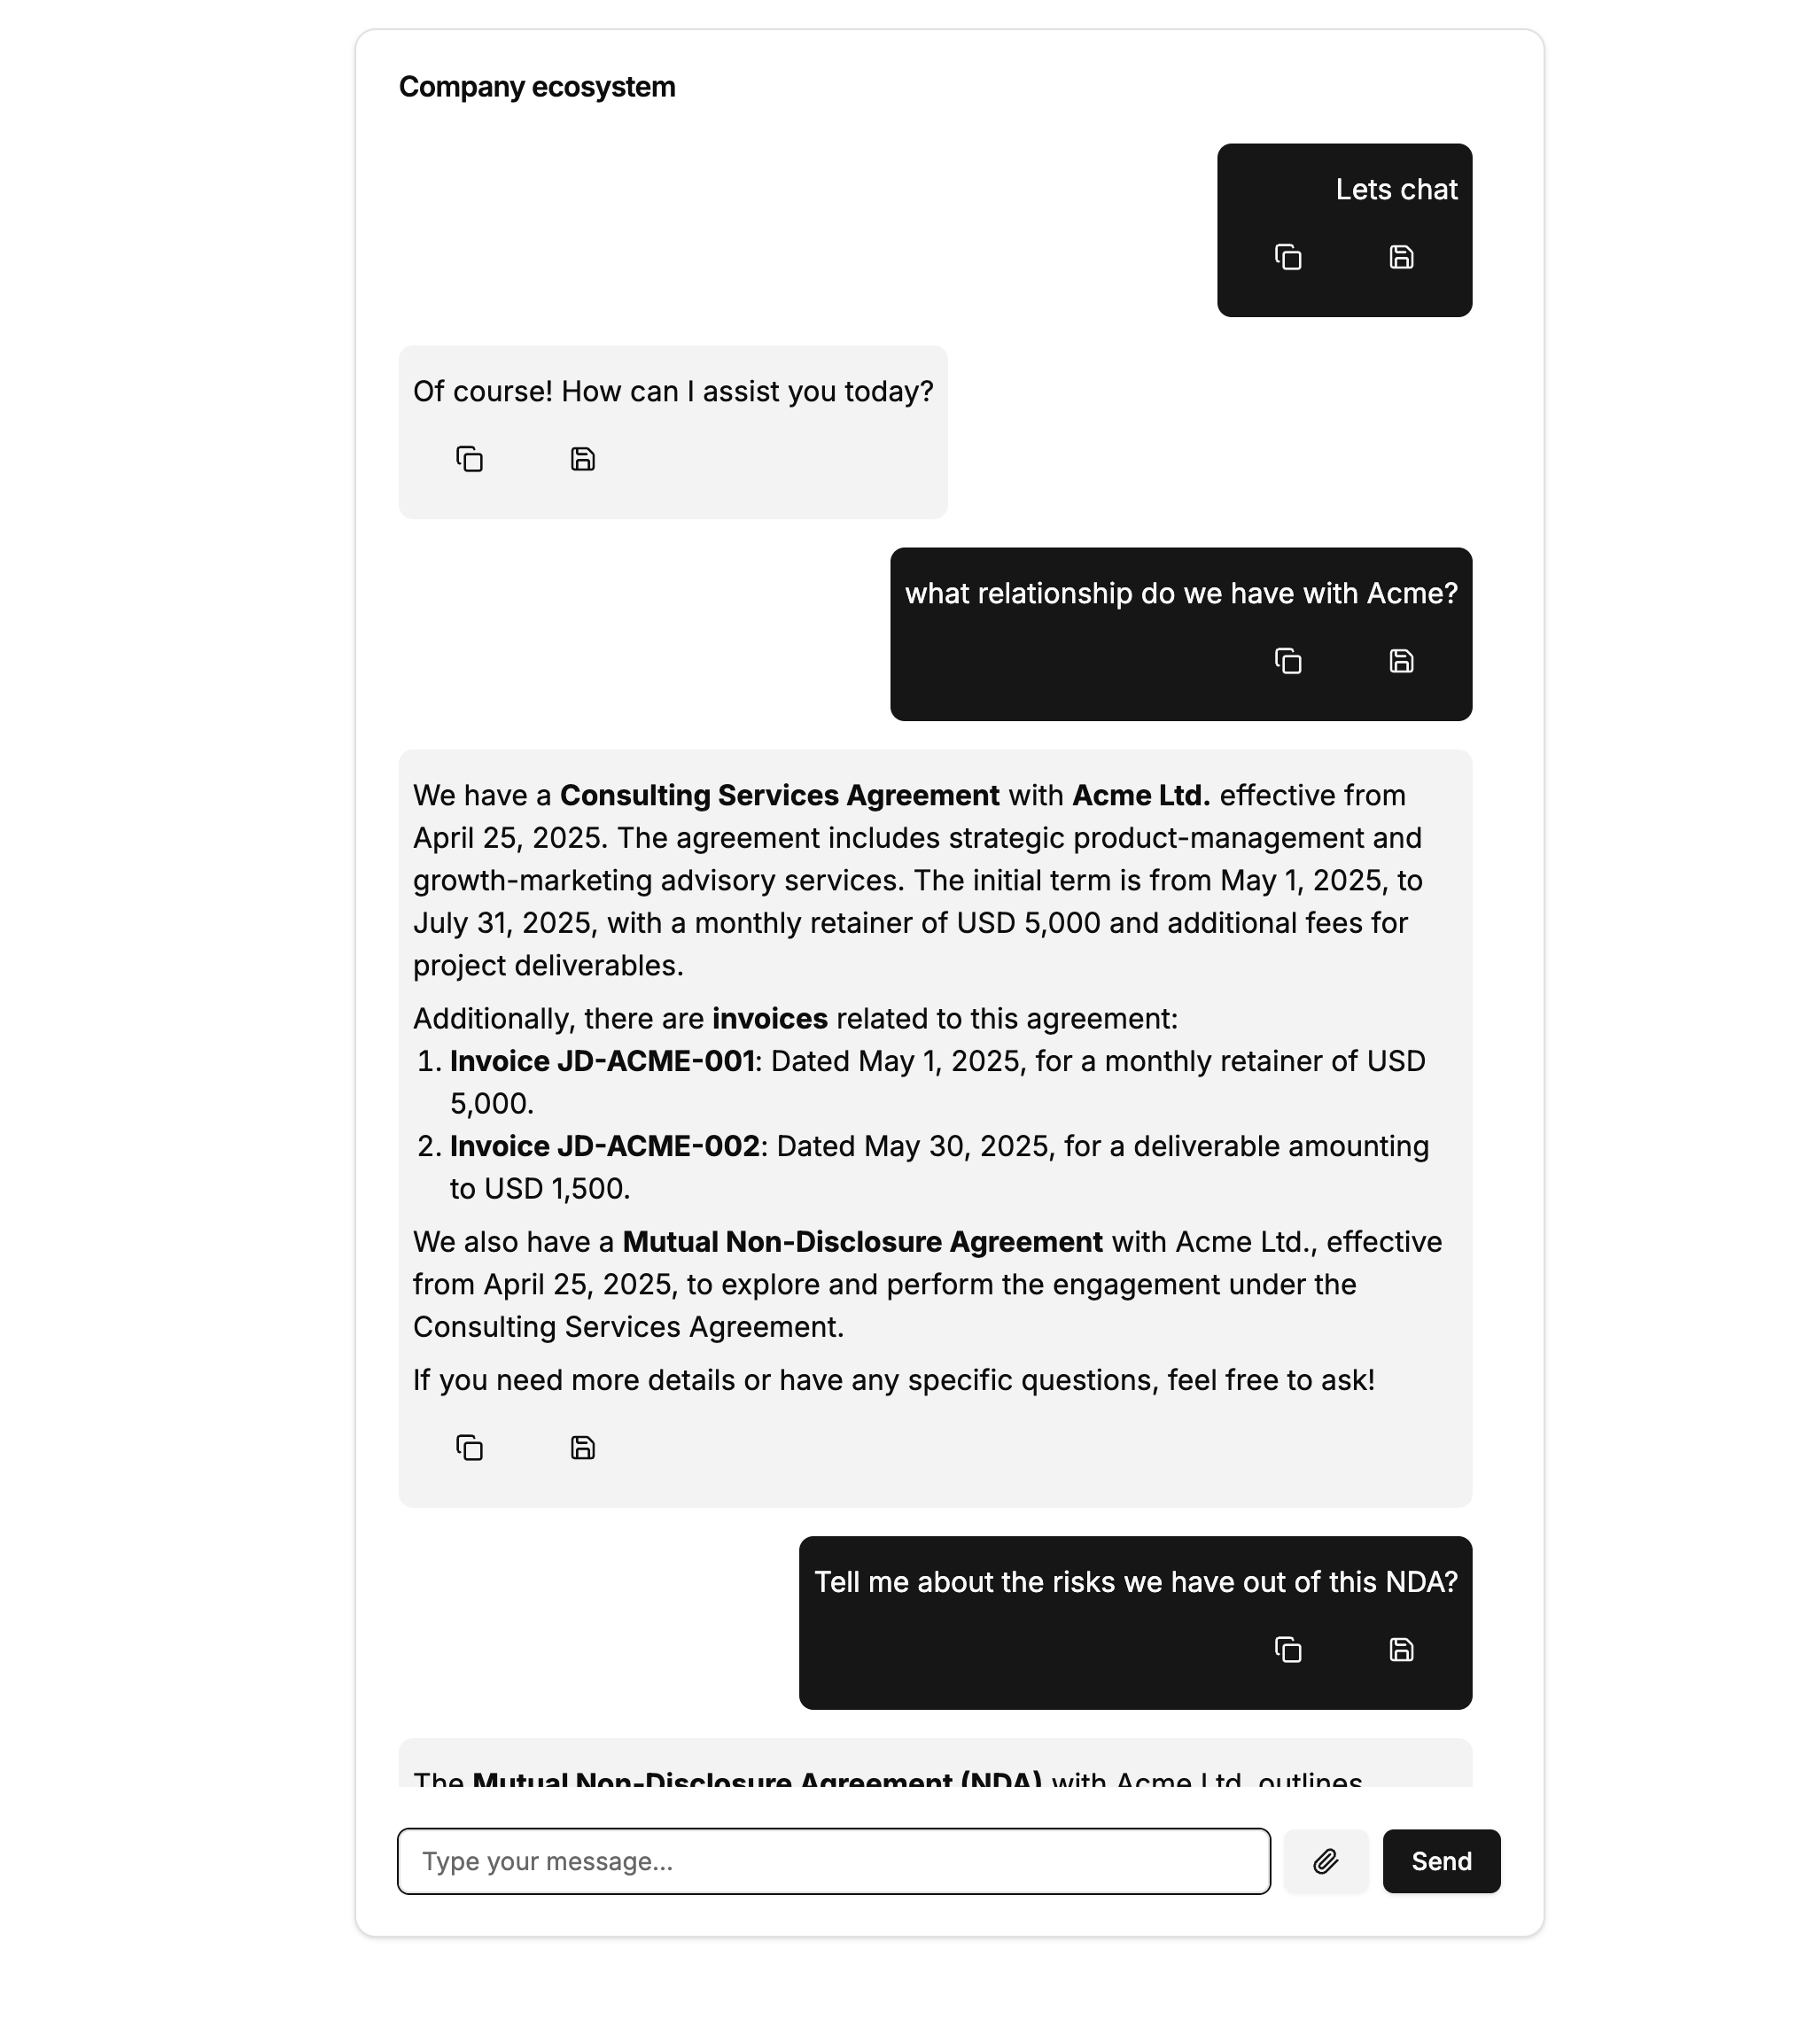 Company ecosystem
Lets chat
Of course! How can I assist you today?
what relationship do we have with Acme?
We have a Consulting Services Agreement with Acme Ltd. effective from
April 25, 2025. The agreement includes strategic product-management and
growth-marketing advisory services. The initial term is from May 1, 2025, to
July 31, 2025, with a monthly retainer of USD 5,000 and additional fees for
project deliverables.
Additionally, there are invoices related to this agreement:
1. Invoice JD-ACME-001: Dated May 1, 2025, for a monthly retainer of USD
5,000.
2. Invoice JD-ACME-002: Dated May 30, 2025, for a deliverable amounting
to USD 1,500.
We also have a Mutual Non-Disclosure Agreement with Acme Ltd., effective
from April 25, 2025, to explore and perform the engagement under the
Consulting Services Agreement.
If you need more details or have any specific questions, feel free to ask!
Tell me about the risks we have out of this NDA?
The Mutual Non-Disclosure Agreement (NDA) with Acme Ltd. outlines
Type your message...
Send